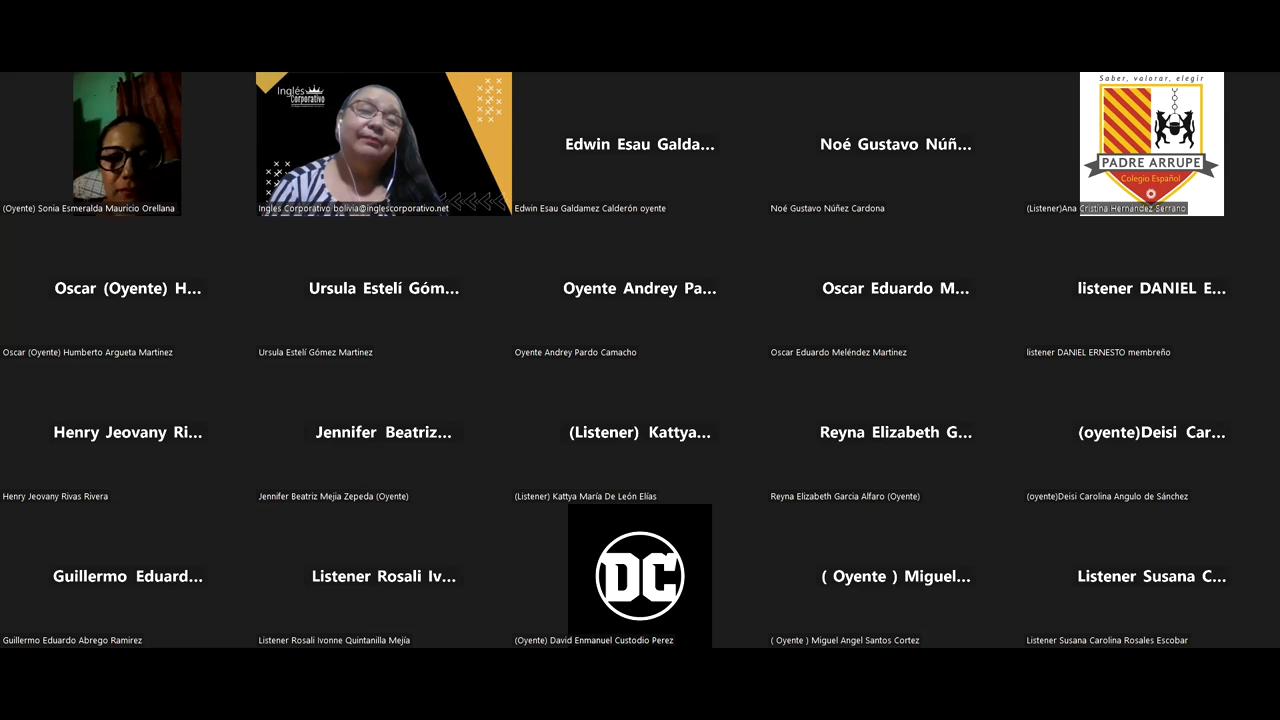 Inglés
Corporativo
Edwin Esau Galda...
Noé Gustavo Núñ...
Saber, valorar, elegir
PADRE ARRUPE
Colegio Español
(Oyente) Sonia Esmeralda Mauricio Orellana
Ingles Corporativo bolivia@inglescorporativo.net
Edwin Esau Galdamez Calderón oyente
Noé Gustavo Núñez Cardona
(Listener)Ana Cristina Hernandez Serrano
Oscar (Oyente) H...
Ursula Estelí Góm...
Oyente Andrey Pa...
Oscar Eduardo M...
listener DANIEL E...
Oscar (Oyente) Humberto Argueta Martinez
Ursula Estelí Gómez Martinez
Oyente Andrey Pardo Camacho
Oscar Eduardo Meléndez Martinez
listener DANIEL ERNESTO membreño
Henry Jeovany Ri...
Jennifer Beatriz...
(Listener) Kattya...
Reyna Elizabeth G...
(oyente)Deisi Car...
Henry Jeovany Rivas Rivera
Jennifer Beatriz Mejia Zepeda (Oyente)
(Listener) Kattya María De León Elías
Reyna Elizabeth Garcia Alfaro (Oyente)
(oyente)Deisi Carolina Angulo de Sánchez
Guillermo Eduard...
Listener Rosali Iv...
DC
( Oyente ) Miguel...
Listener Susana C...
Guillermo Eduardo Abrego Ramirez
Listener Rosali Ivonne Quintanilla Mejía
(Oyente) David Enmanuel Custodio Perez
( Oyente ) Miguel Angel Santos Cortez
Listener Susana Carolina Rosales Escobar